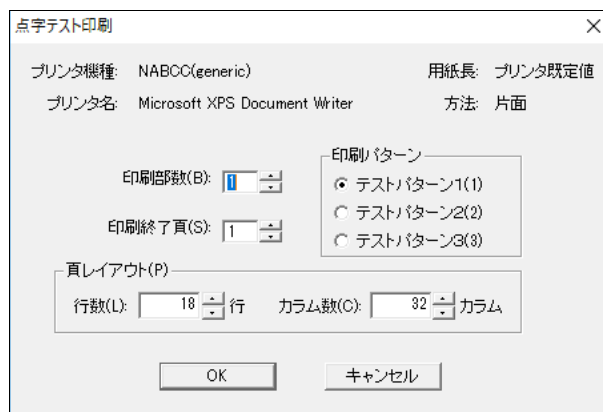 点字テスト印刷
プリンタ機種: NABCC(generic) 用紙長: プリンタ既定値
プリンタ名: Microsoft XPS Document Writer 方法: 片面
印刷部数(B): 1
印刷終了頁(S): 1
印刷パターン
テストパターン1(1)
テストパターン2(2)
テストパターン3(3)
頁レイアウト(P)
行数(L): 18 行 カラム数(C): 32 カラム
OK キャンセル